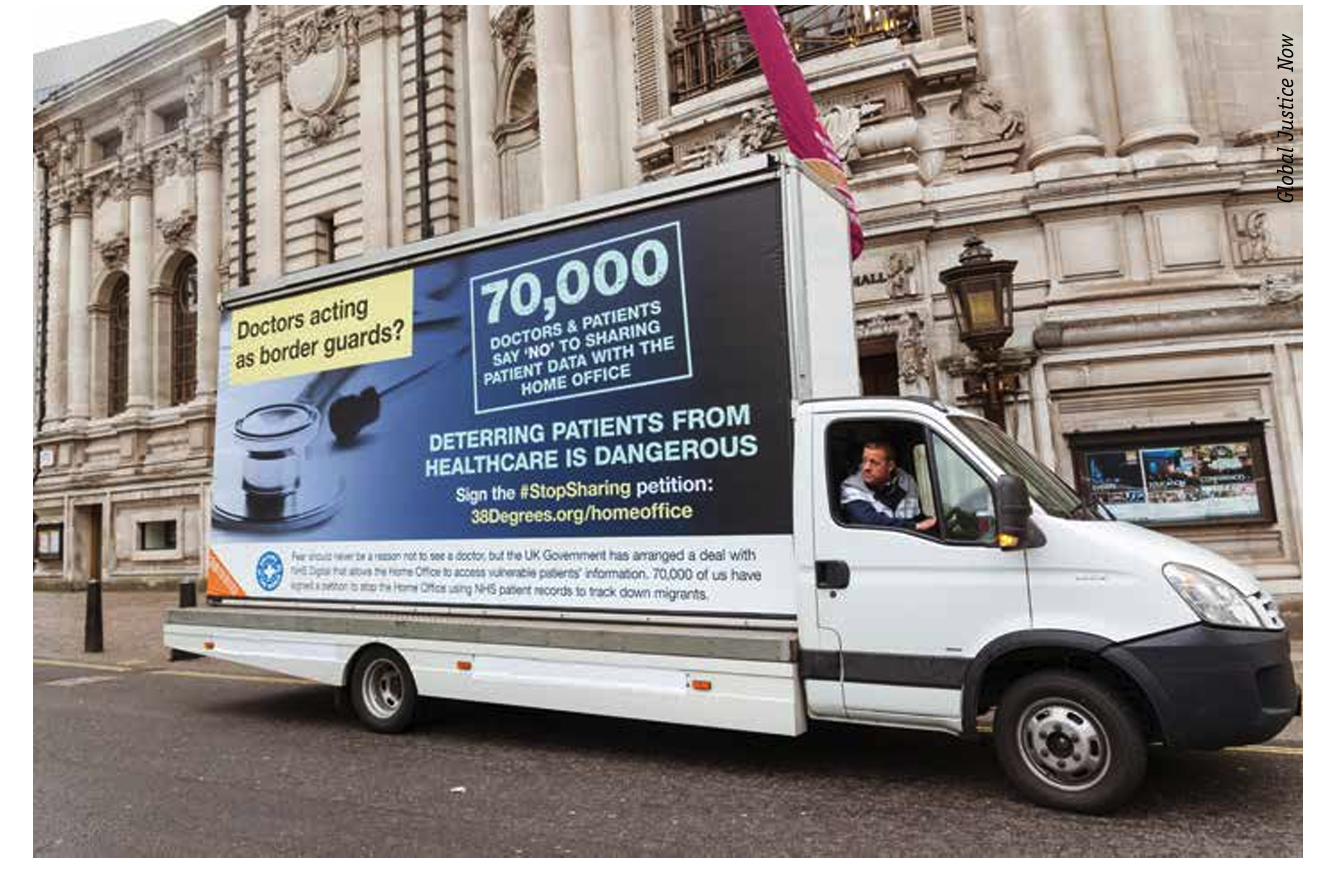 Global Justice Now
HALL
Doctors acting
as border guards?
70,000
DOCTORS & PATIENTS
SAY ‘NO’ TO SHARING
PATIENT DATA WITH THE
HOME OFFICE
DETERRING PATIENTS FROM
HEALTHCARE IS DANGEROUS
Sign the #StopSharing petition:
38Degrees.org/homeoffice
Fear should never be a reason not to see a doctor, but the UK Government has arranged a deal with
NHS Digital that allows the Home Office to access vulnerable patients’ information. 70,000 of us have
signed a petition to stop the Home Office using NHS patient records to track down migrants.